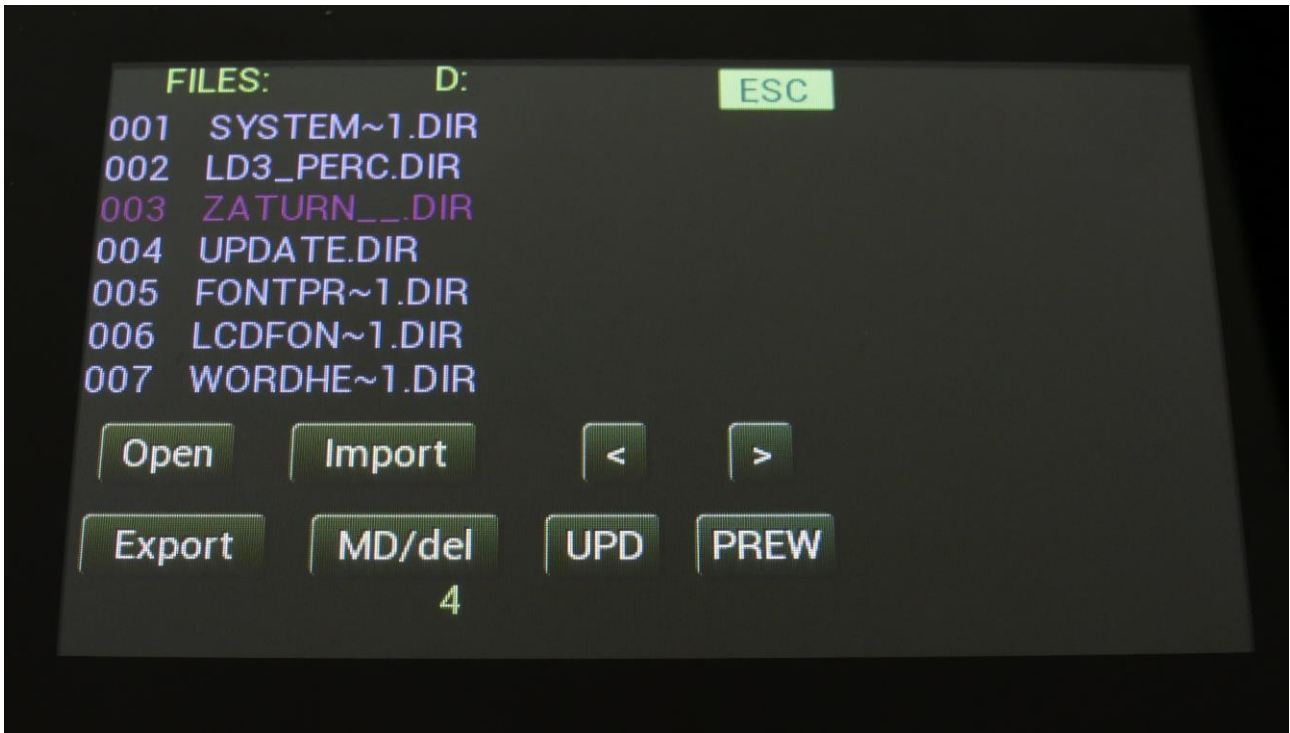 FILES: D: ESC
001 SYSTEM~1.DIR
002 LD3_PERC.DIR
003 ZATURN__.DIR
004 UPDATE.DIR
005 FONTPR~1.DIR
006 LCDFON~1.DIR
007 WORDHE~1.DIR
Open Import < >
Export MD/del UPD PREW
4